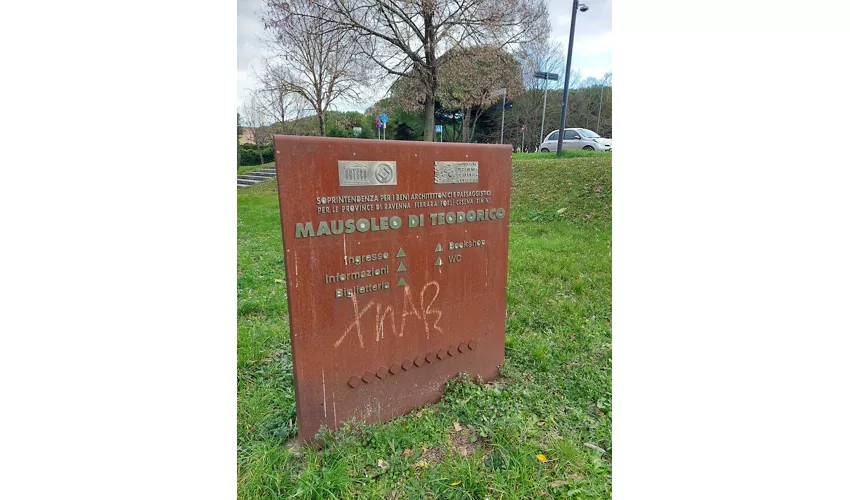 UNESCO
SOPRINTENDENZA PER I BENI ARCHITETTONICI E PAESAGGISTICI
PER LE PROVINCE DI RAVENNA FERRARA FORLÌ-CESENA RIMINI
MAUSOLEO DI TEODORICO
Ingresso
Informazioni
Biglietteria
Bookshop
WC